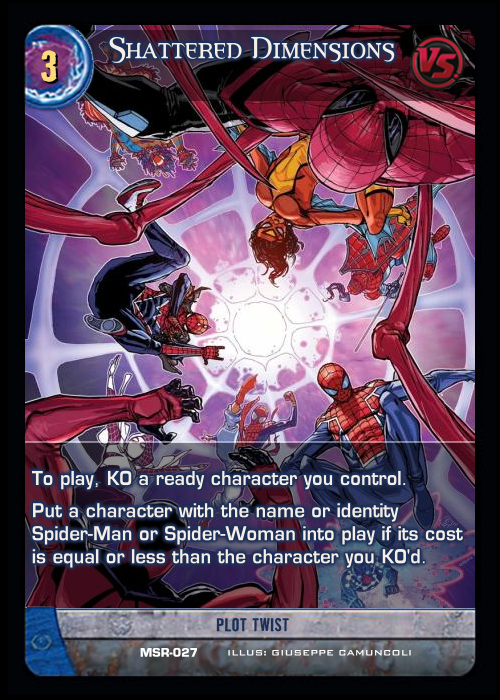 3
Shattered Dimensions
VS
To play, KO a ready character you control.
Put a character with the name or identity
Spider-Man or Spider-Woman into play if its cost
is equal or less than the character you KO'd.
PLOT TWIST
MSR-027 ILLUS: GIUSEPPE CAMUNCOLI